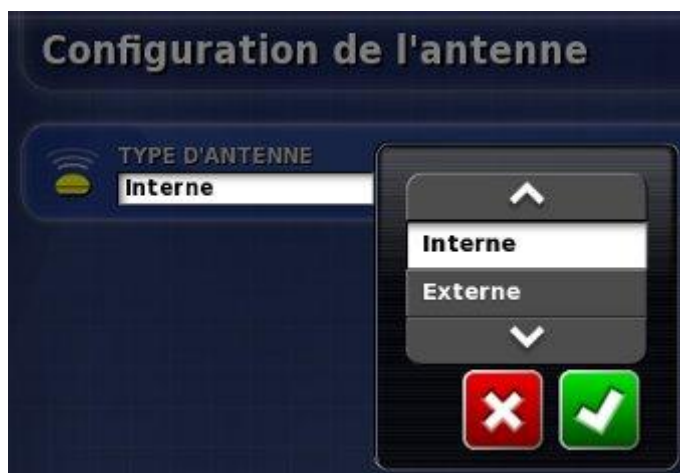 Configuration de l'antenne
TYPE D'ANTENNE
Interne
Interne
Externe